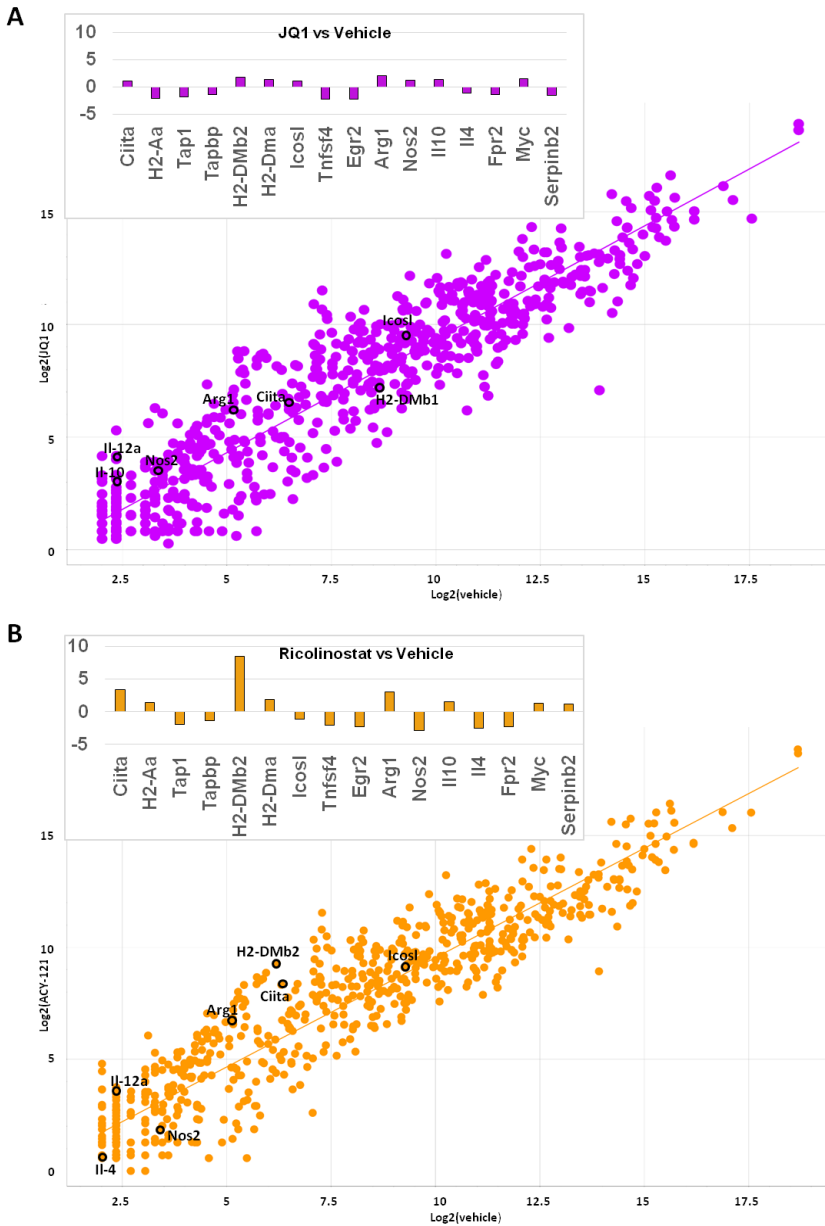 A
JQ1 vs Vehicle
10
5
0
-5
Ciita
H2-Aa
Tap1
Tapbp
H2-DMb2
H2-Dma
Icosl
Tnfsf4
Egr2
Arg1
Nos2
Il10
Il4
Fpr2
Myc
Serpinb2
15
10
5
0
Log2(JQ1)
Icosl
Arg1
Ciita
H2-DMb1
Il-12a
Il-10
Nos2
2.5
5
7.5
10
12.5
15
17.5
Log2(vehicle)
B
Ricolinostat vs Vehicle
10
5
0
-5
Ciita
H2-Aa
Tap1
Tapbp
H2-DMb2
H2-Dma
Icosl
Tnfsf4
Egr2
Arg1
Nos2
Il10
Il4
Fpr2
Myc
Serpinb2
15
10
5
0
Log2(ACY-121
H2-DMb2
Icosl
Ciita
Arg1
Il-12a
Nos2
Il-4
2.5
5
7.5
10
12.5
15
17.5
Log2(vehicle)